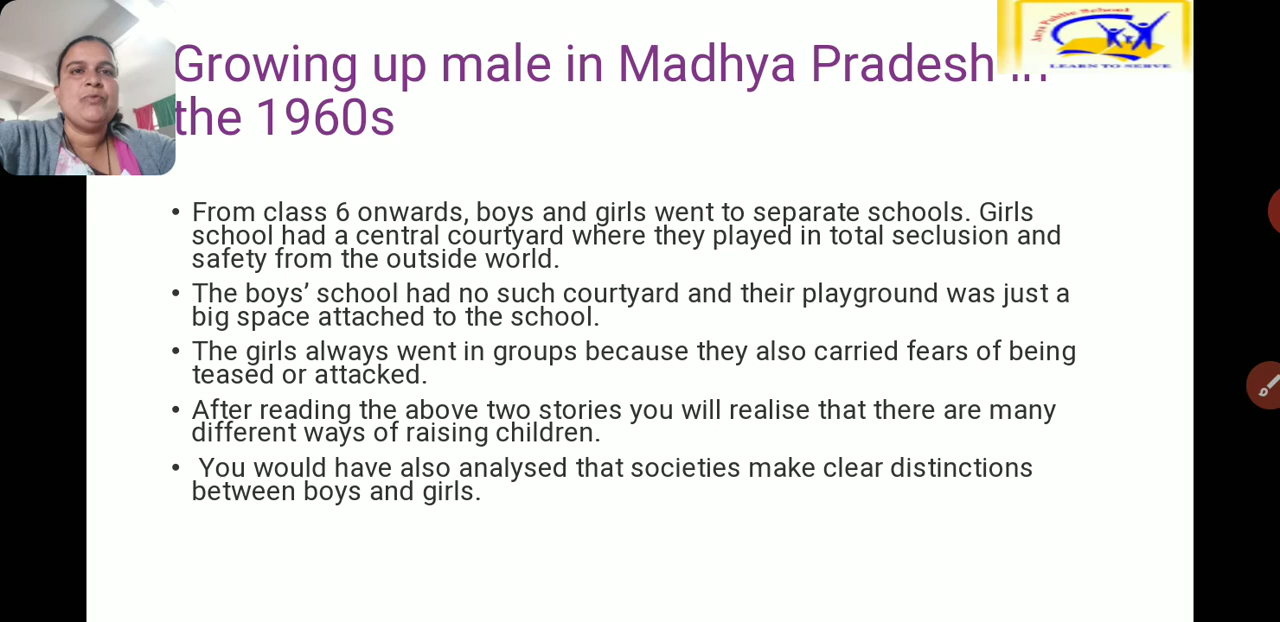 Growing up male in Madhya Pradesh in
the 1960s
Public School
LEARN TO SERVE
• From class 6 onwards, boys and girls went to separate schools. Girls
school had a central courtyard where they played in total seclusion and
safety from the outside world.
• The boys’ school had no such courtyard and their playground was just a
big space attached to the school.
• The girls always went in groups because they also carried fears of being
teased or attacked.
• After reading the above two stories you will realise that there are many
different ways of raising children.
• You would have also analysed that societies make clear distinctions
between boys and girls.